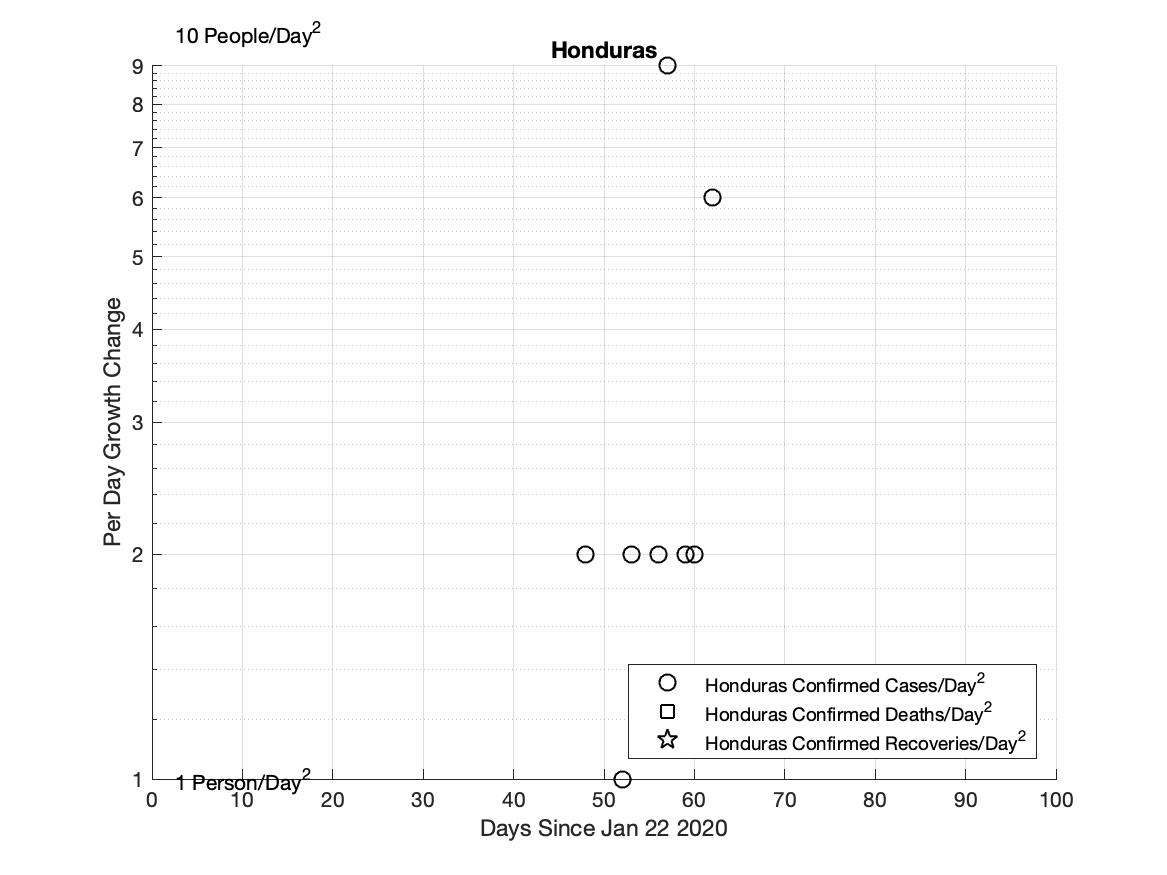 10 People/Day²
Honduras
9
8
7
6
5
4
3
2
1
Per Day Growth Change
1 Person/Day²
0 10 20 30 40 50 60 70 80 90 100
Days Since Jan 22 2020
Honduras Confirmed Cases/Day²
Honduras Confirmed Deaths/Day²
Honduras Confirmed Recoveries/Day²